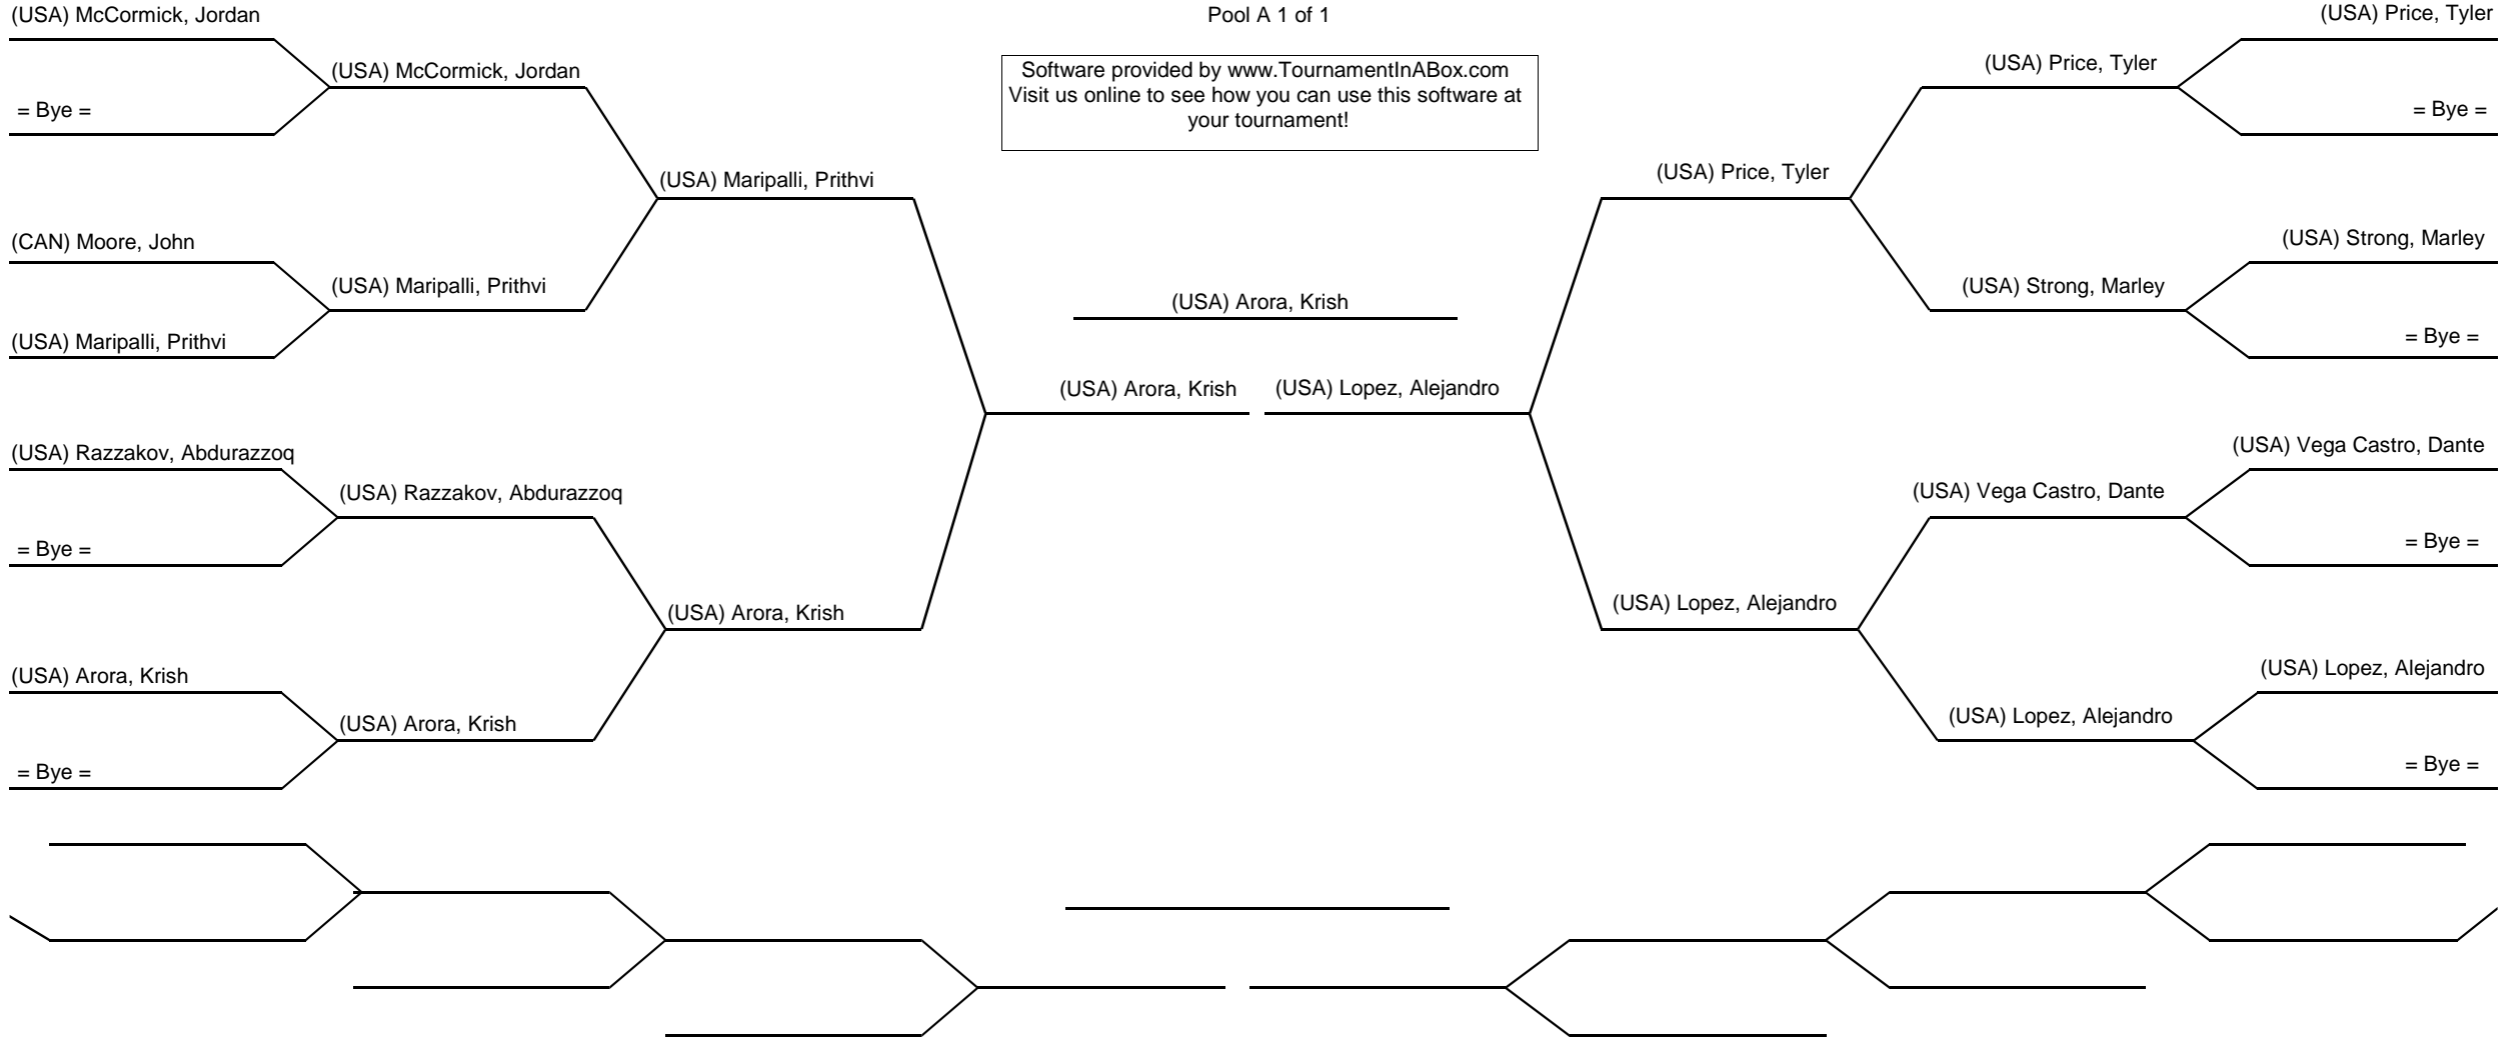 (USA) McCormick, Jordan
Pool A 1 of 1
(USA) Price, Tyler
(USA) McCormick, Jordan
Software provided by www.TournamentInABox.com
Visit us online to see how you can use this software at
your tournament!
(USA) Price, Tyler
= Bye =
= Bye =
(USA) Maripalli, Prithvi
(USA) Price, Tyler
(CAN) Moore, John
(USA) Strong, Marley
(USA) Maripalli, Prithvi
(USA) Arora, Krish
(USA) Strong, Marley
(USA) Maripalli, Prithvi
= Bye =
(USA) Arora, Krish
(USA) Lopez, Alejandro
(USA) Razzakov, Abdurazzoq
(USA) Vega Castro, Dante
(USA) Razzakov, Abdurazzoq
(USA) Vega Castro, Dante
= Bye =
= Bye =
(USA) Arora, Krish
(USA) Lopez, Alejandro
(USA) Arora, Krish
(USA) Lopez, Alejandro
(USA) Arora, Krish
(USA) Lopez, Alejandro
= Bye =
= Bye =